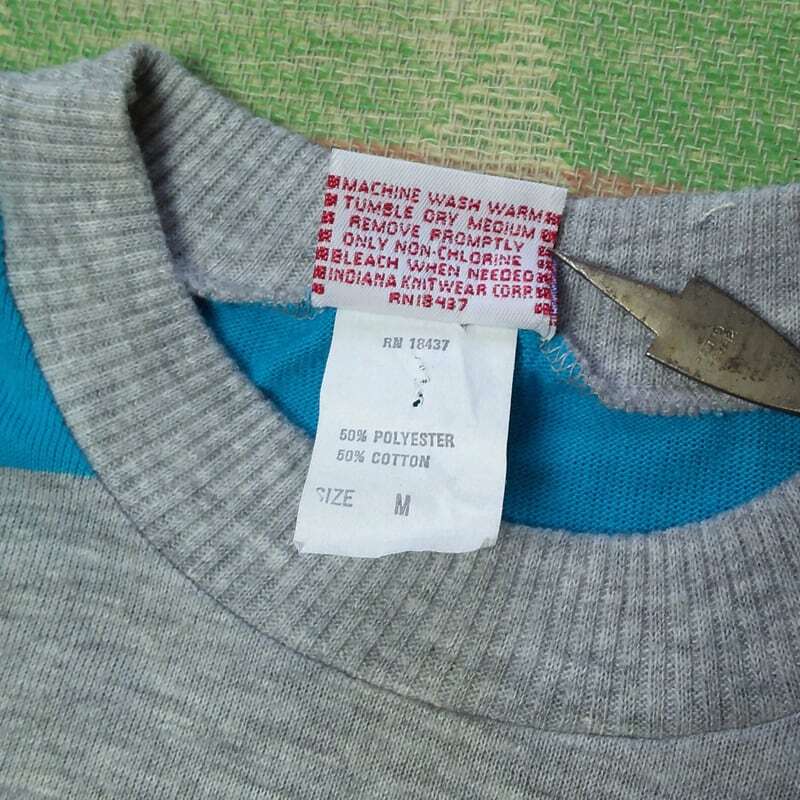 MACHINE WASH WARM
TUMBLE DRY MEDIUM
REMOVE PROMPTLY
ONLY NON-CHLORINE
BLEACH WHEN NEEDED
INDIANA KNITWEAR CORP.
RN18437
RN 18437
50% POLYESTER
50% COTTON
SIZE M